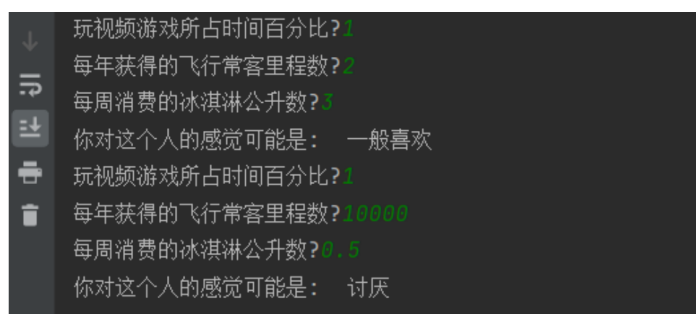 玩视频游戏所占时间百分比?1
每年获得的飞行常客里程数?2
每周消费的冰淇淋公升数?3
你对这个人的感觉可能是： 一般喜欢
玩视频游戏所占时间百分比?1
每年获得的飞行常客里程数?10000
每周消费的冰淇淋公升数?0.5
你对这个人的感觉可能是： 讨厌